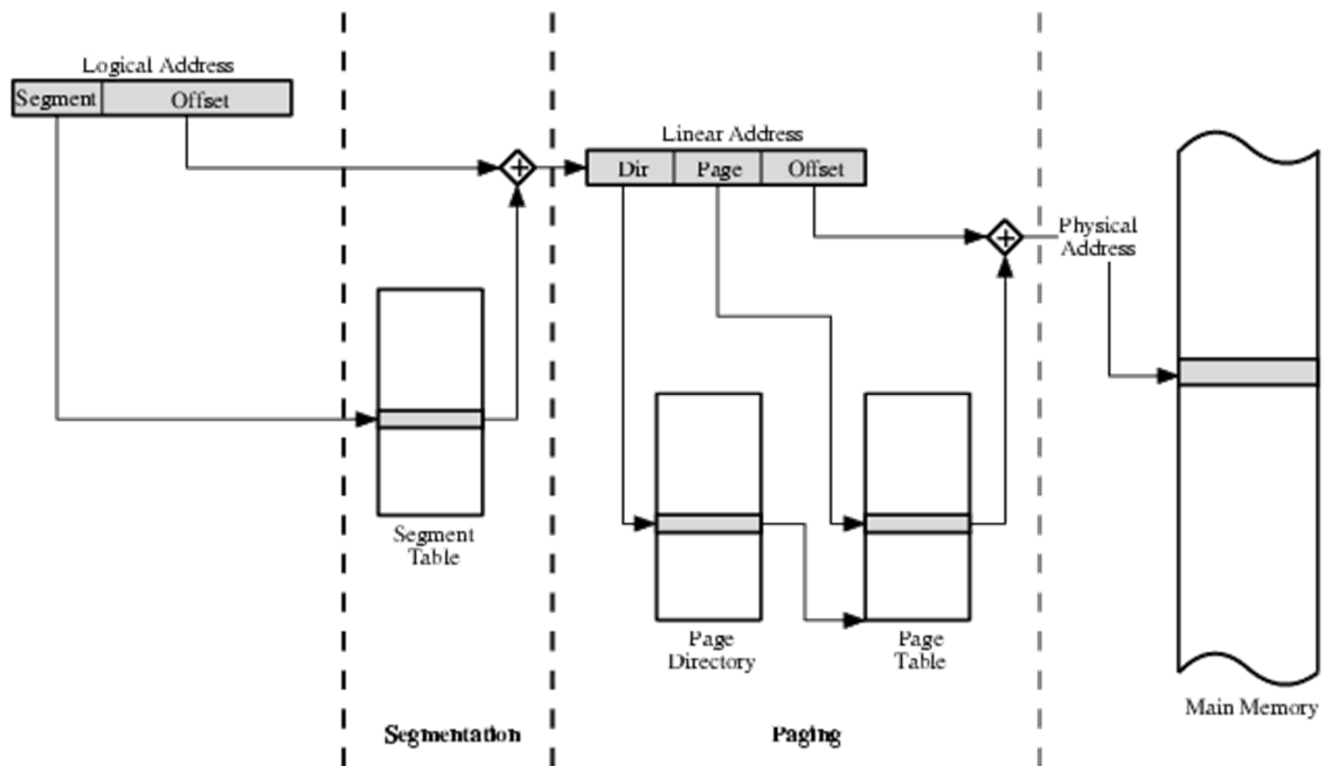 Logical Address
Segment
Offset
Linear Address
Dir
Page
Offset
Physical
Address
Segment
Table
Page
Directory
Page
Table
Main Memory
Segmentation
Paging